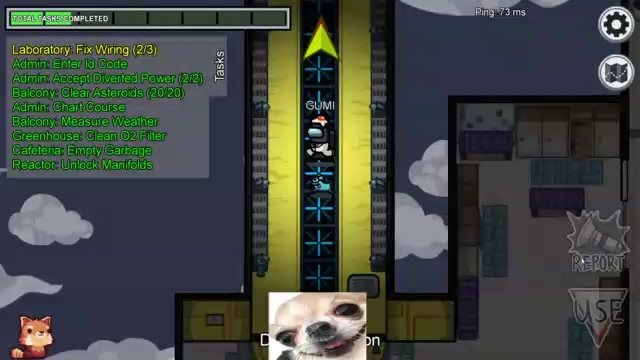 TOTAL TASKS COMPLETED
Ping: 73 ms
Laboratory: Fix Wiring (2/3)
Admin: Enter Id Code
Admin: Accept Diverted Power (2/2)
Balcony: Clear Asteroids (20/20)
Admin: Chart Course
Balcony: Measure Weather
Greenhouse: Clean O2 Filter
Cafeteria: Empty Garbage
Reactor: Unlock Manifolds
Tasks
GUMI
REPORT
USE